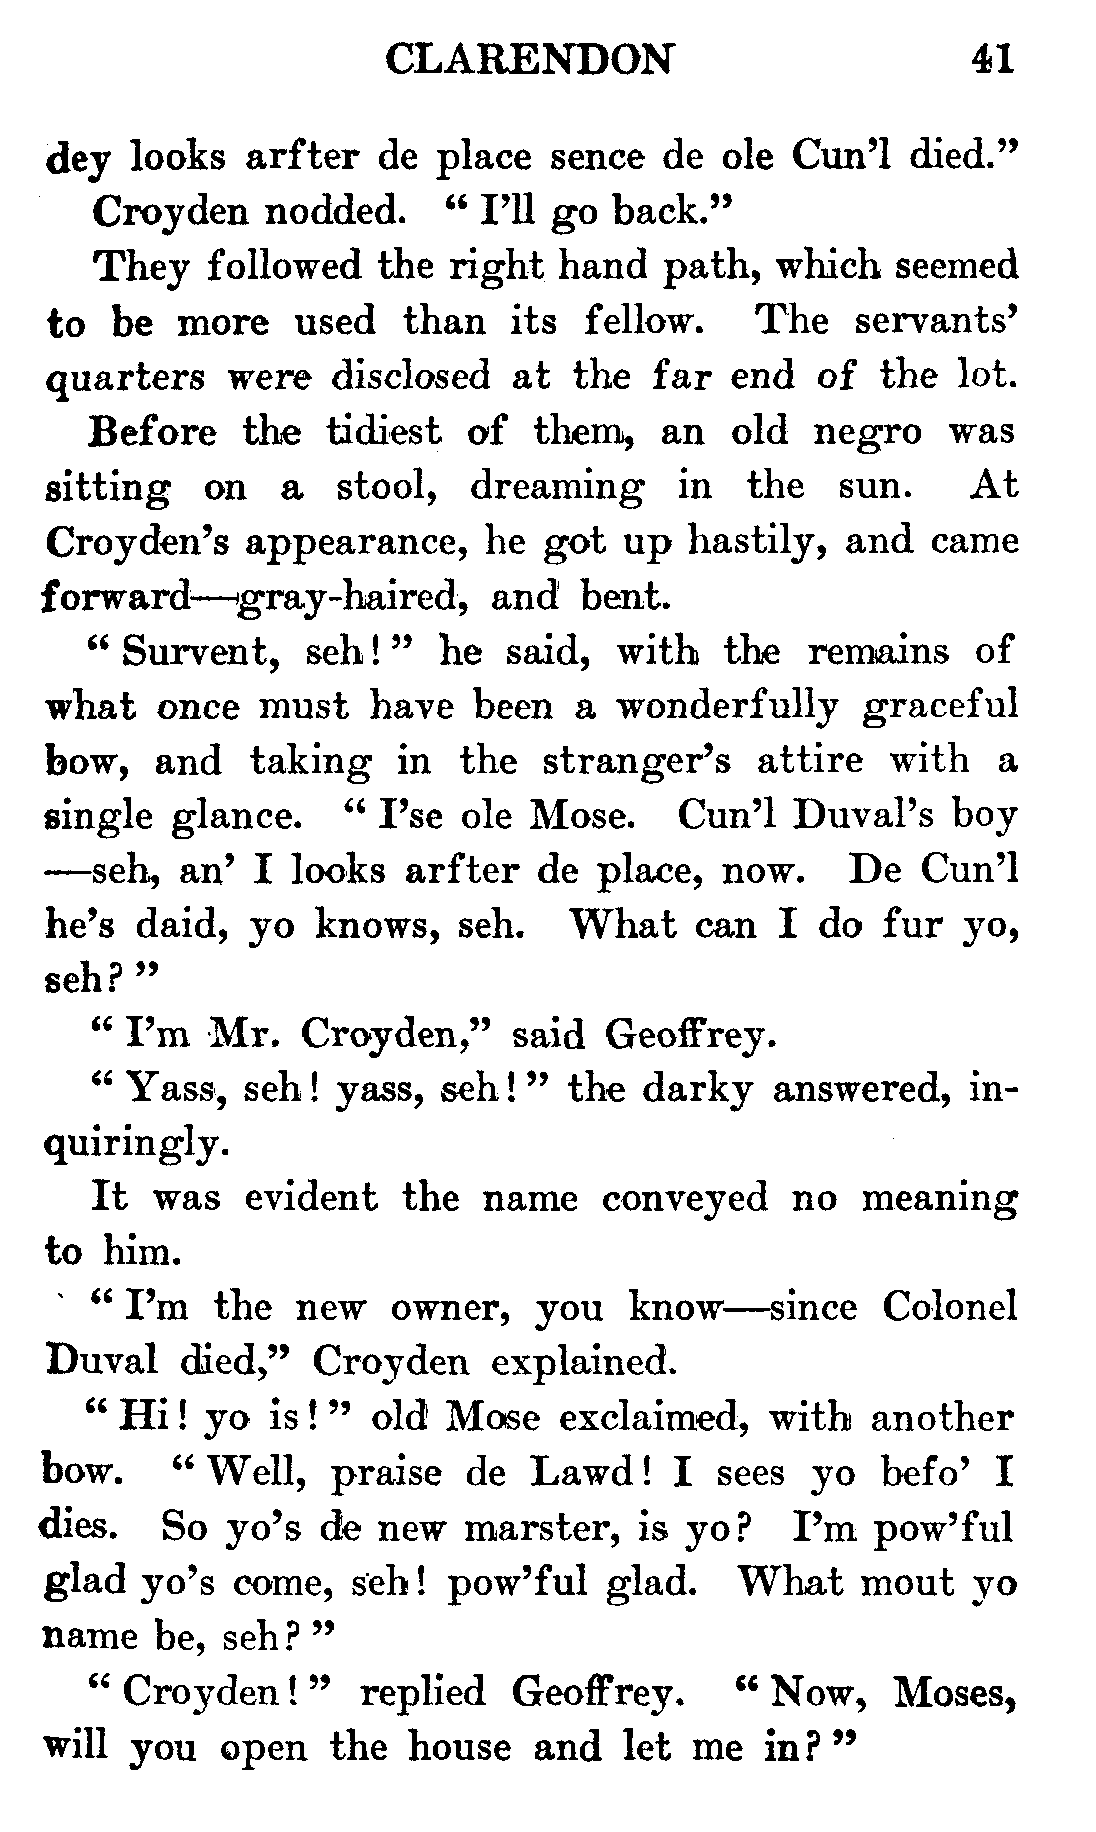 CLARENDON 41
dey looks arfter de place sence de ole Cun'l died."
Croyden nodded. "I'll go back."
They followed the right hand path, which seemed
to be more used than its fellow. The servants'
quarters were disclosed at the far end of the lot.
Before the tidiest of them, an old negro was
sitting on a stool, dreaming in the sun. At
Croyden's appearance, he got up hastily, and came
forward—gray-haired, and bent.
"Survent, seh!" he said, with the remains of
what once must have been a wonderfully graceful
bow, and taking in the stranger's attire with a
single glance. "I'se ole Mose. Cun'l Duval's boy
—seh, an' I looks arfter de place, now. De Cun'l
he's daid, yo knows, seh. What can I do fur yo,
seh?"
"I'm Mr. Croyden," said Geoffrey.
"Yass, seh! yass, seh!" the darky answered, in-
quiringly.
It was evident the name conveyed no meaning
to him.
"I'm the new owner, you know—since Colonel
Duval died," Croyden explained.
"Hi! yo is!" old Mose exclaimed, with another
bow. "Well, praise de Lawd! I sees yo befo' I
dies. So yo's de new marster, is yo? I'm pow'ful
glad yo's come, seh! pow'ful glad. What mout yo
name be, seh?"
"Croyden!" replied Geoffrey. "Now, Moses,
will you open the house and let me in?"